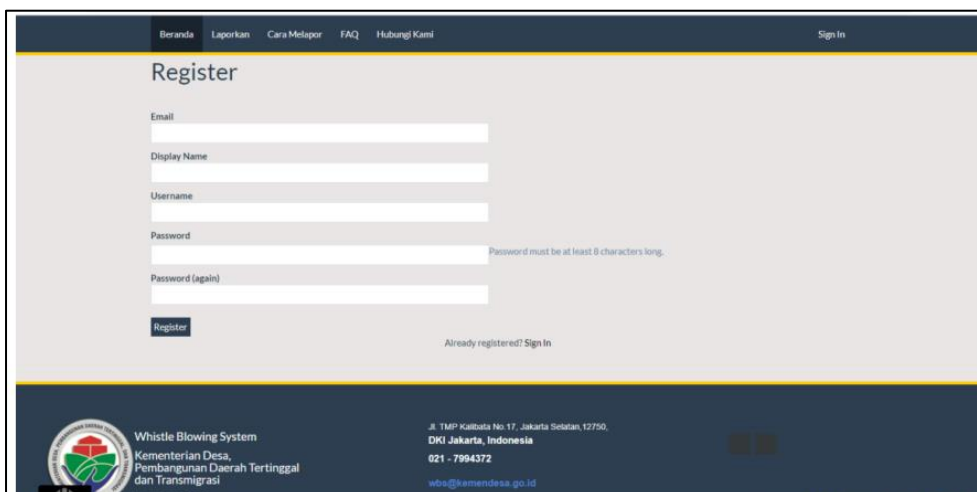 Beranda Laporkan Cara Melapor FAQ Hubungi Kami Sign In
Register
Email
Display Name
Username
Password
Password must be at least 8 characters long.
Password (again)
Register
Already registered? Sign In
Whistle Blowing System
Kementerian Desa,
Pembangunan Daerah Tertinggal
dan Transmigrasi
Jl. TMP Kalibata No.17, Jakarta Selatan,12750,
DKI Jakarta, Indonesia
021 - 7994372
wbs@kemendesa.go.id